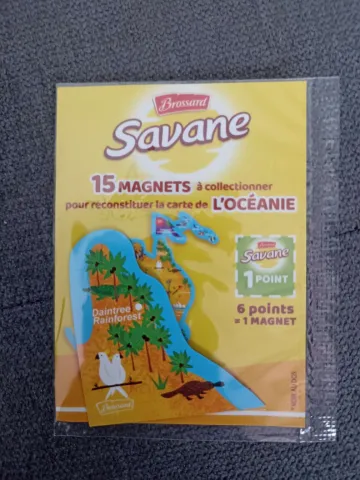 Brossard
Savane
15 MAGNETS à collectionner
pour reconstituer la carte de L'OCÉANIE
Brossard
Savane
1 POINT
6 points
= 1 MAGNET
Daintree
Rainforest
Brossard